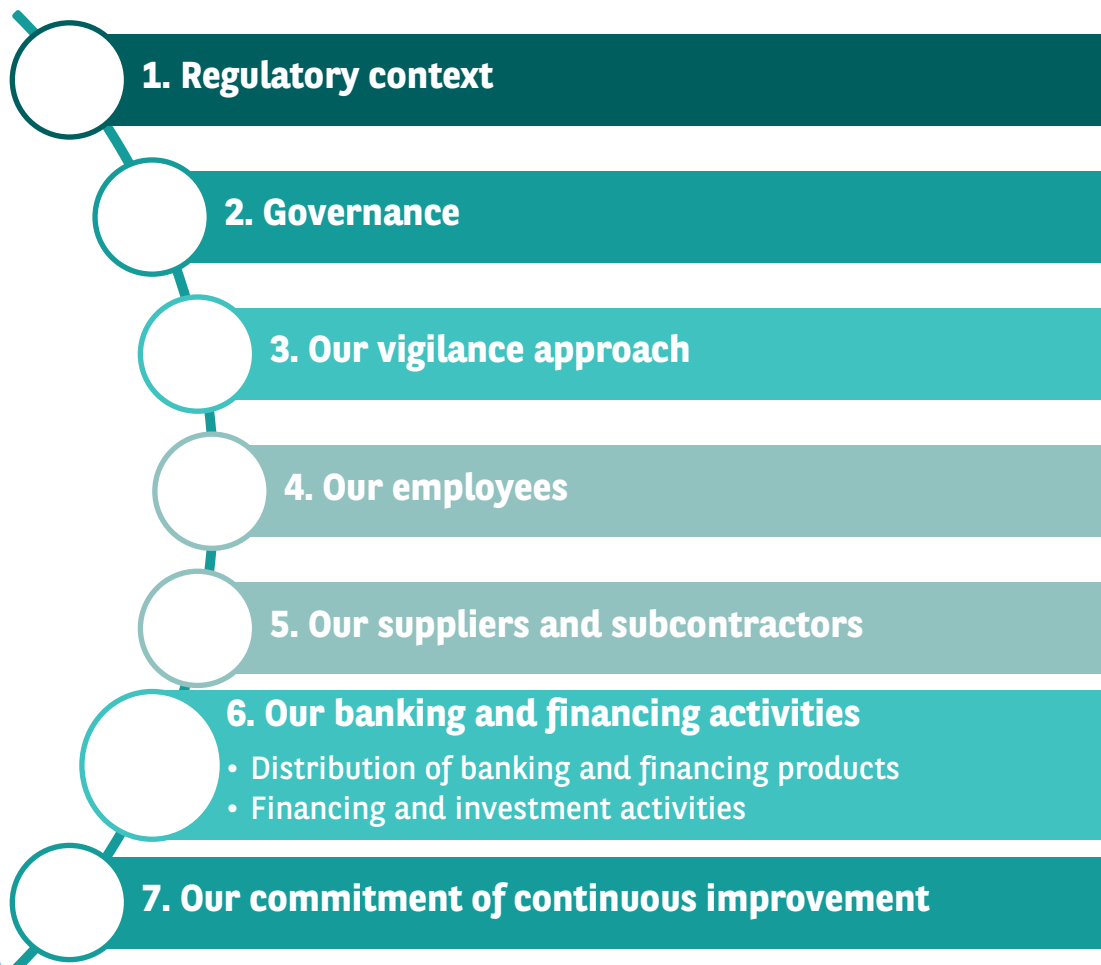 1. Regulatory context
2. Governance
3. Our vigilance approach
4. Our employees
5. Our suppliers and subcontractors
6. Our banking and financing activities
• Distribution of banking and financing products
• Financing and investment activities
7. Our commitment of continuous improvement